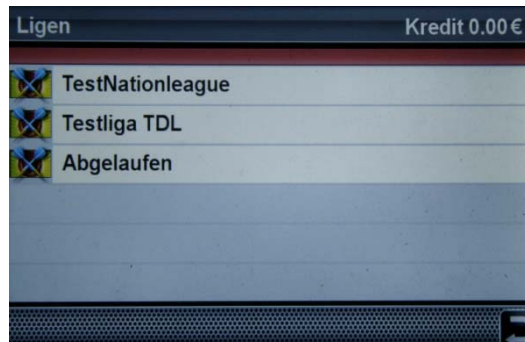 Ligen Kredit 0.00 €
TestNationleague
Testliga TDL
Abgelaufen